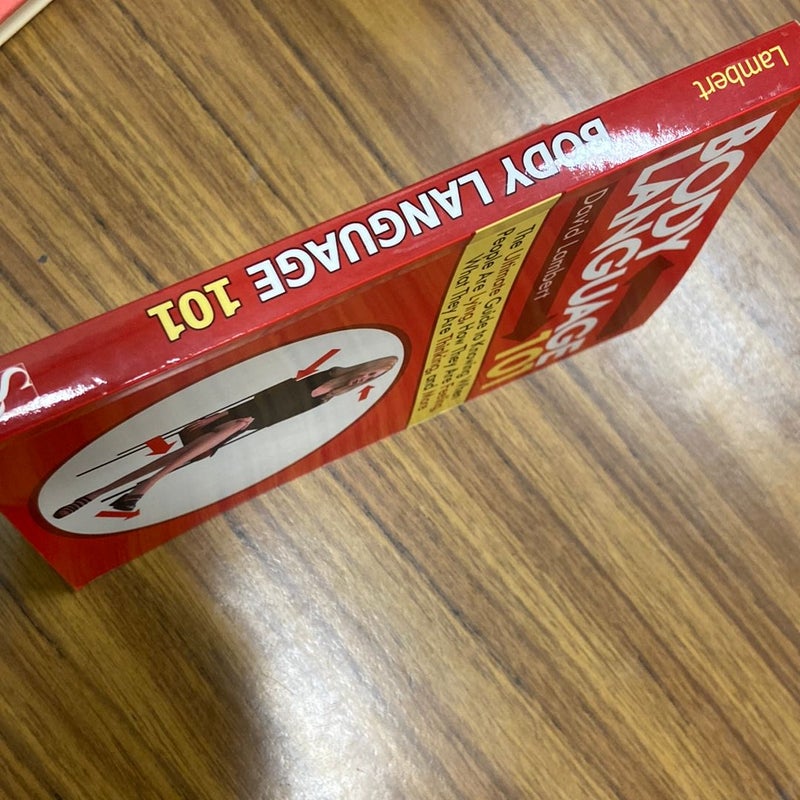 Lambert
BODY LANGUAGE 101
S
BODY
LANGUAGE
101
David Lambert
The Ultimate Guide to Knowing When
People Are Lying, How They Are Feeling,
What They Are Thinking, and More